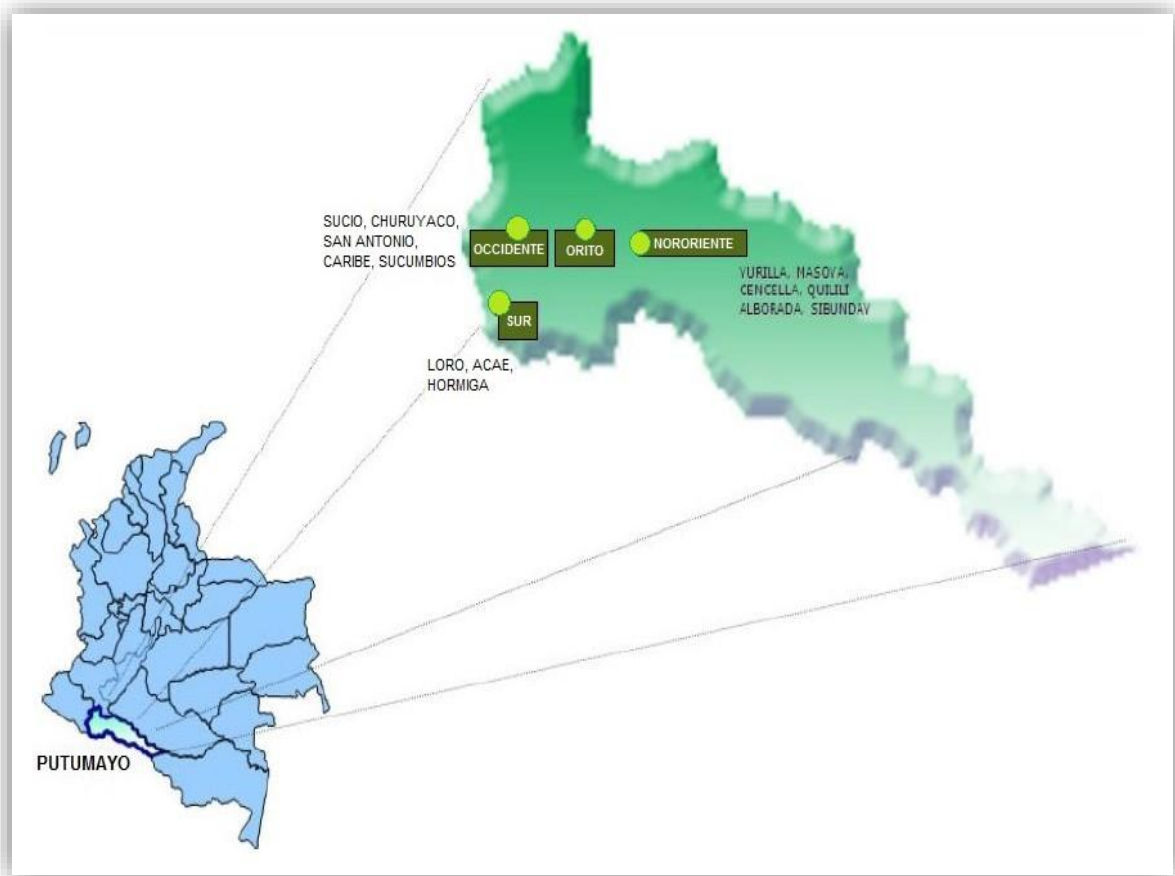 SUCIO, CHURUYACO,
SAN ANTONIO,
CARIBE, SUCUMBIOS
OCCIDENTE
ORITO
NORORIENTE
YURILLA, MASOYA,
CENCELLA, QUILILI
ALBORADA, SIBUNDAY
SUR
LORO, ACAE,
HORMIGA
PUTUMAYO